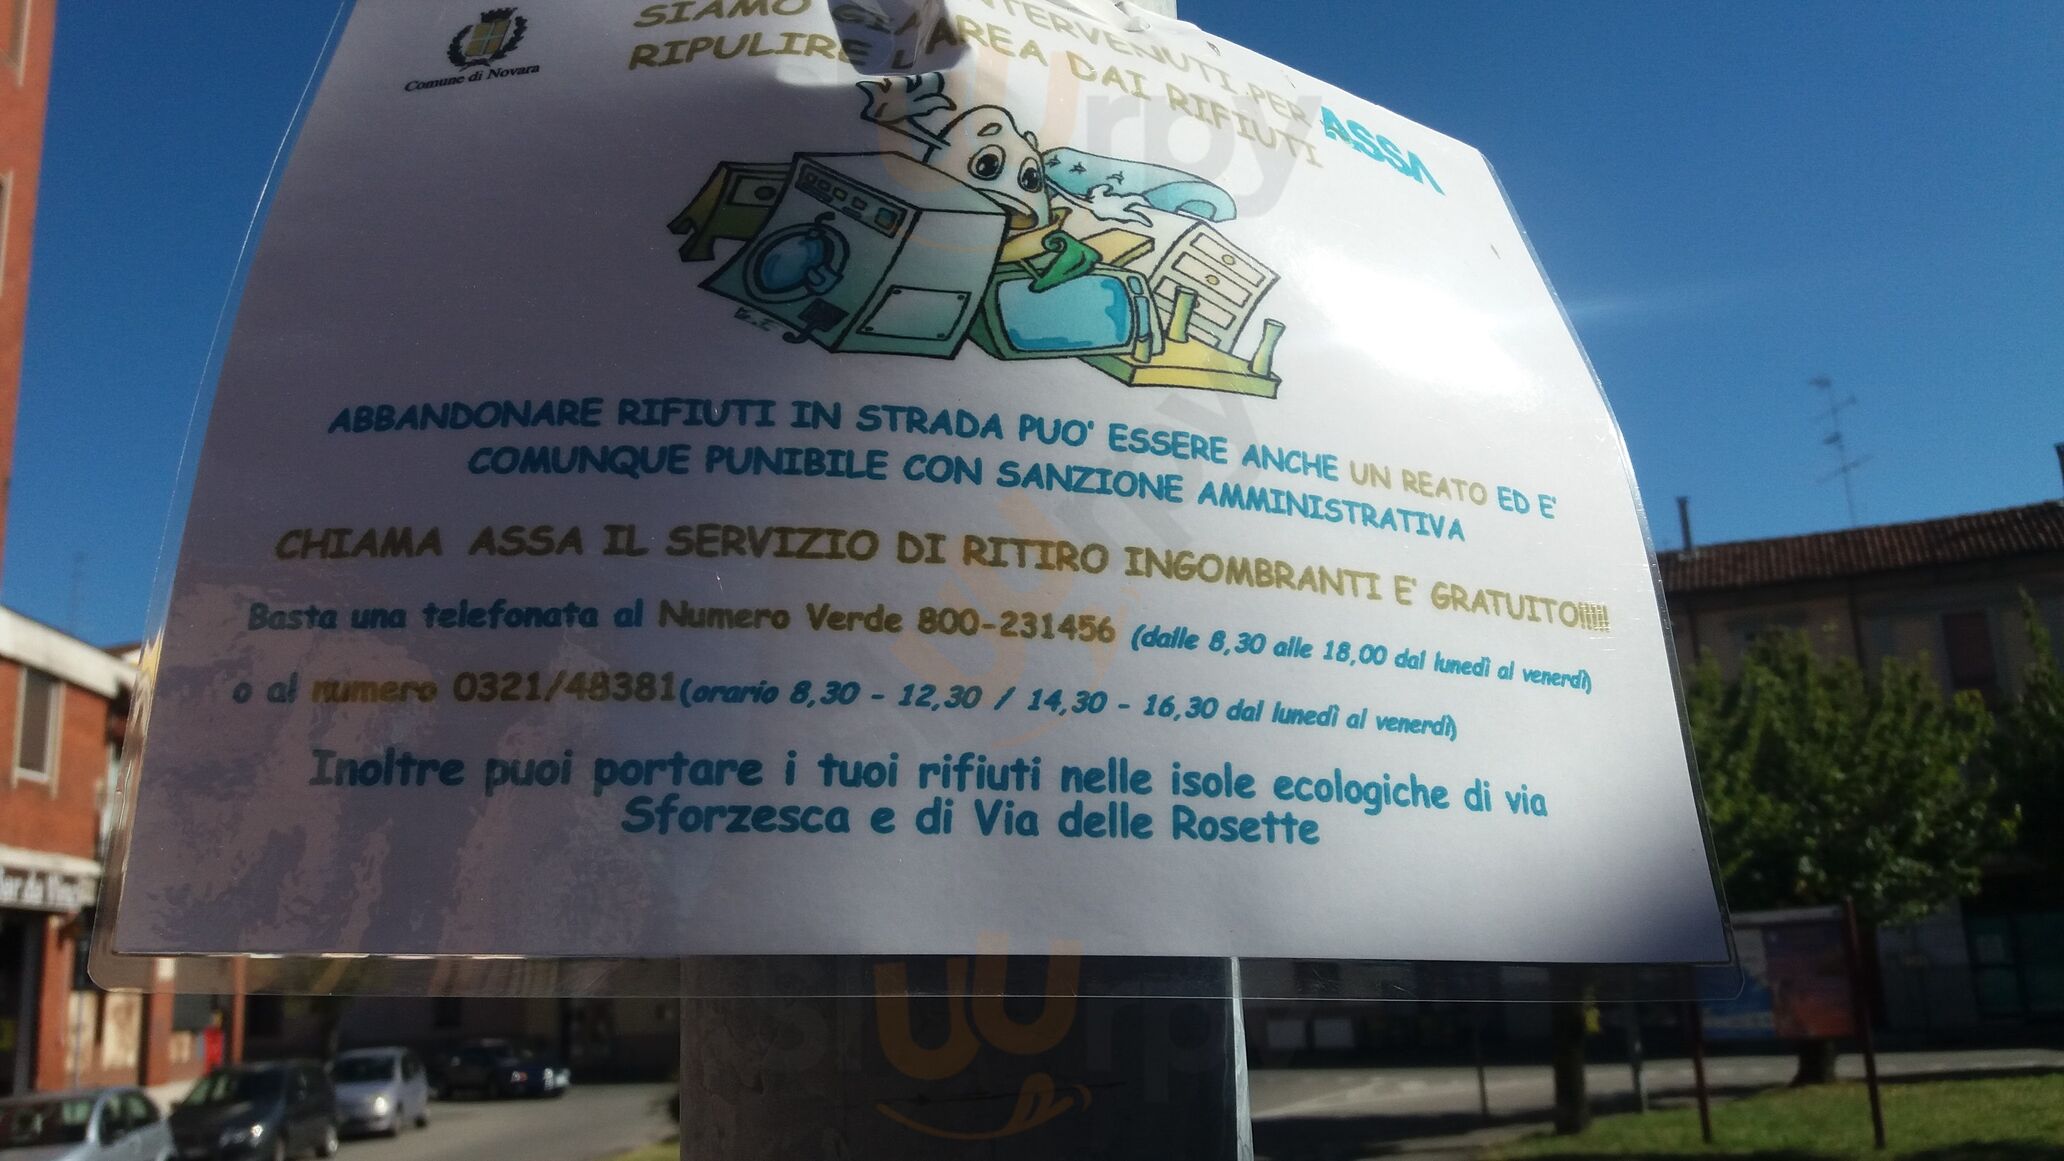 Comune di Novara
SIAMO GIA' INTERVENUTI PER
RIPULIRE L'AREA DAI RIFIUTI
ASSA
ABBANDONARE RIFIUTI IN STRADA PUO' ESSERE ANCHE UN REATO ED E'
COMUNQUE PUNIBILE CON SANZIONE AMMINISTRATIVA
CHIAMA ASSA IL SERVIZIO DI RITIRO INGOMBRANTI E' GRATUITO!!!!!
Basta una telefonata al Numero Verde 800-231456 (dalle 8,30 alle 18,00 dal lunedì al venerdì)
o al numero 0321/48381(orario 8,30 - 12,30 / 14,30 - 16,30 dal lunedì al venerdì)
Inoltre puoi portare i tuoi rifiuti nelle isole ecologiche di via
Sforzesca e di Via delle Rosette
sluurpy
sluurpy